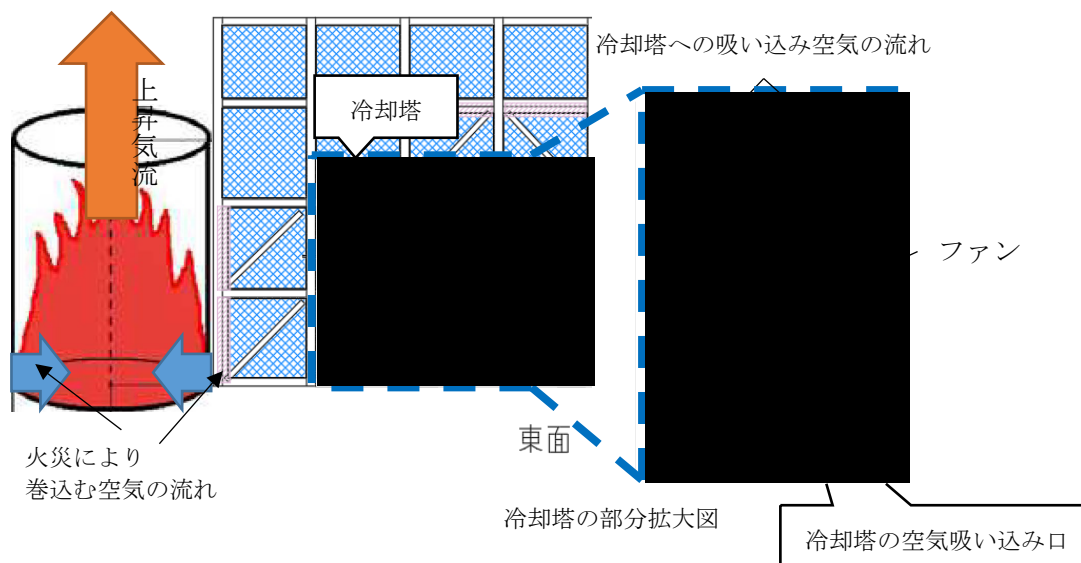 冷却塔への吸い込み空気の流れ
上昇気流
冷却塔
ファン
東面
火災により
巻込む空気の流れ
冷却塔の部分拡大図
冷却塔の空気吸い込み口